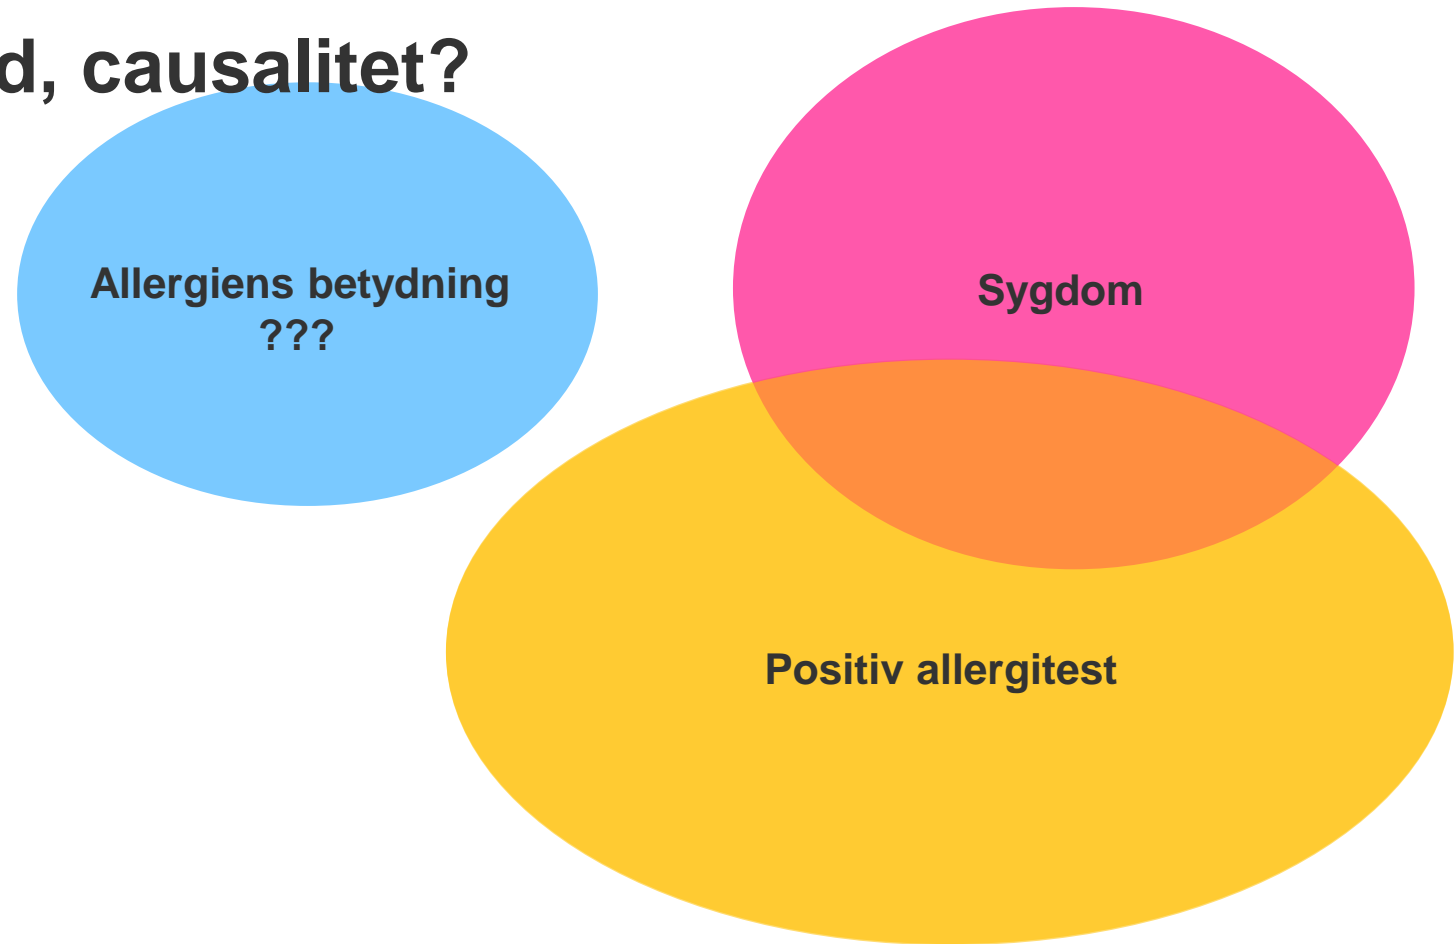 d, causalitet?
Allergiens betydning
???
Sygdom
Positiv allergitest